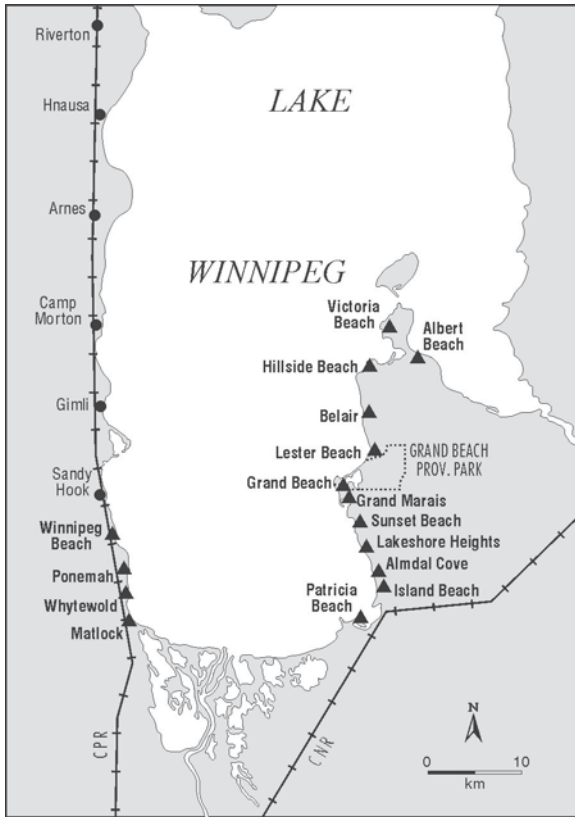 Riverton
Hnausa
LAKE
Arnes
WINNIPEG
Camp
Morton
Victoria
Beach
Albert
Beach
Hillside Beach
Gimli
Belair
Lester Beach
GRAND BEACH
PROV. PARK
Sandy
Hook
Grand Beach
Grand Marais
Sunset Beach
Winnipeg
Beach
Lakeshore Heights
Ponemah
Almdal Cove
Island Beach
Whytewold
Patricia
Beach
Matlock
CPR
CNR
N
0 10
km